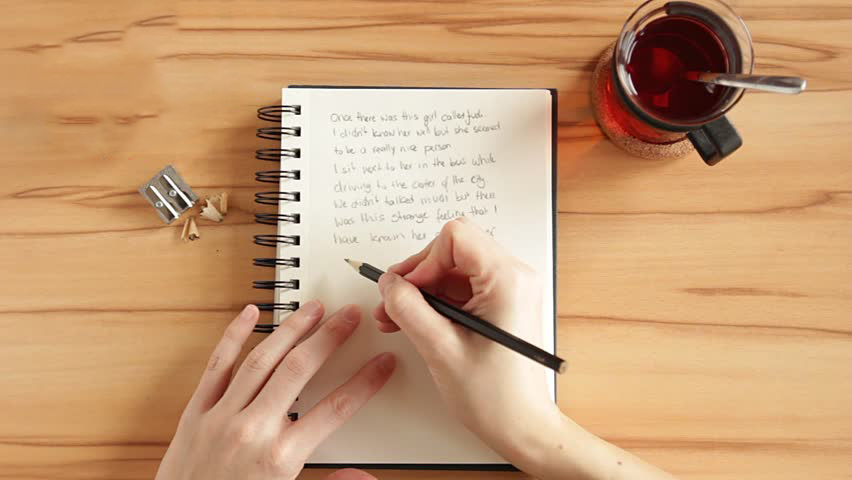 Once there was this girl called Judi.
I didn't know her well but she seemed
to be a really nice person
I sit next to her in the bus while
driving to the center of the city
We didn't talked much but there
was this strange feeling that I
have known her